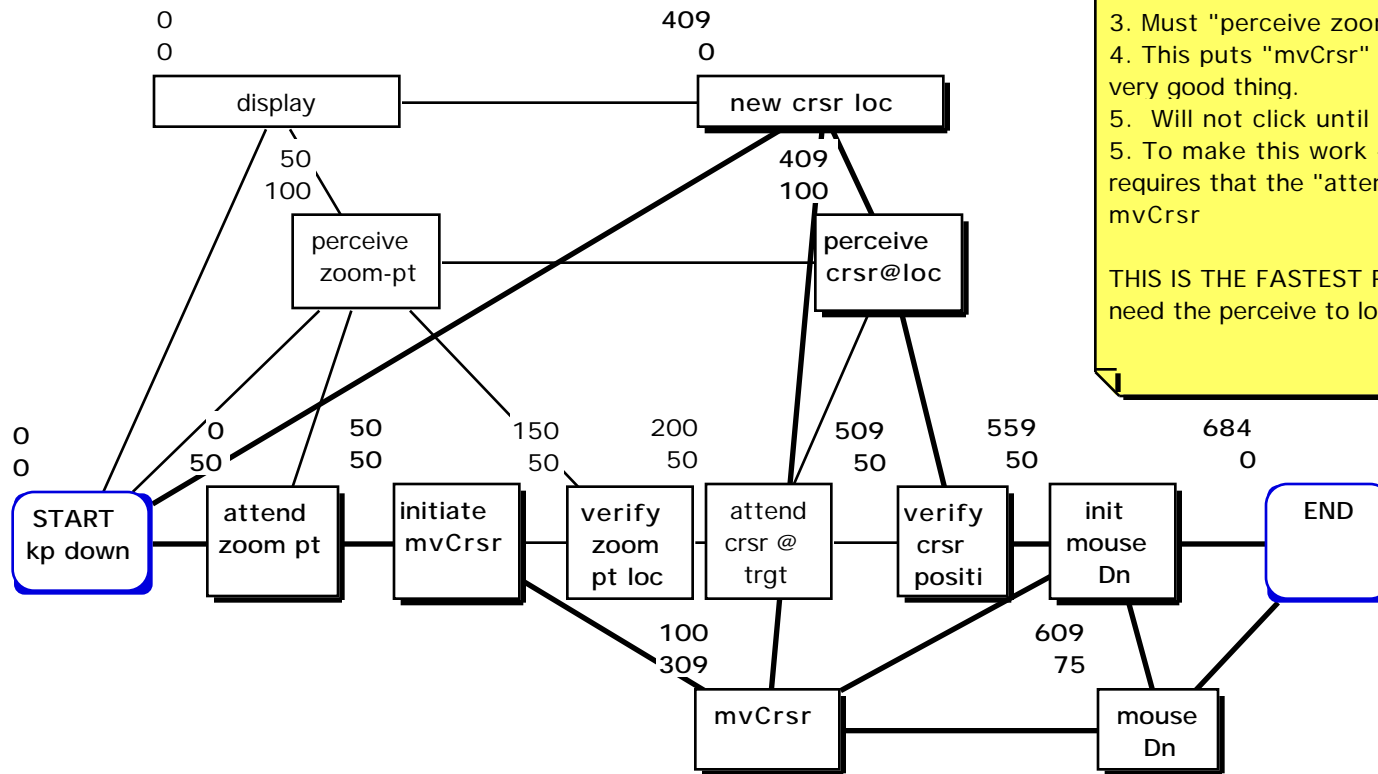 0
0
display
409
0
new crsr loc
50
100
perceive
zoom-pt
409
100
perceive
crsr@loc
3. Must "perceive
4. This puts "mvCrsr"
very good thing.
5. Will not click until
5. To make this work
requires that the
mvCrsr
THIS IS THE FASTEST
need the perceive to
0
0
START
kp down
0
50
attend
zoom pt
50
50
initiate
mvCrsr
150
50
verify
zoom
pt loc
200
50
attend
crsr @
trgt
509
50
verify
crsr
positi
559
50
init
mouse
Dn
684
0
END
100
309
mvCrsr
609
75
mouse
Dn